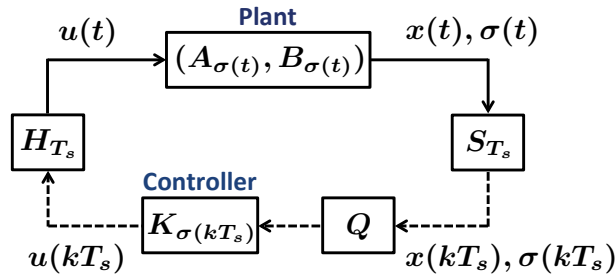 Plant
u(t)
(A_{σ(t)}, B_{σ(t)})
x(t), σ(t)
H_{T_s}
S_{T_s}
Controller
K_{σ(kT_s)}
Q
u(kT_s)
x(kT_s), σ(kT_s)